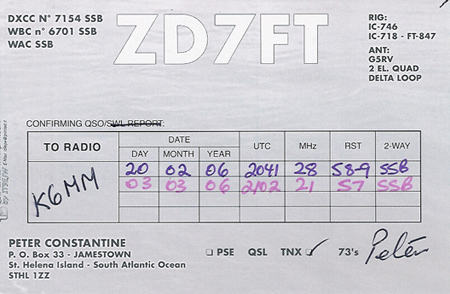 DXCC N° 7154 SSB
WBC n° 6701 SSB
WAC SSB
ZD7FT
RIG:
IC-746
IC-718 - FT-847
ANT:
G5RV
2 EL. QUAD
DELTA LOOP
CONFIRMING QSO/SWL REPORT:
TO RADIO DATE UTC MHz RST 2-WAY
DAY MONTH YEAR
K6MM
20 02 06 2041 28 58-9 SSB
03 03 06 2102 21 57 SSB
PETER CONSTANTINE
P. O. Box 33 - JAMESTOWN
St. Helena Island - South Atlantic Ocean
STHL 1ZZ
PSE QSL TNX ✓ 73's Peter